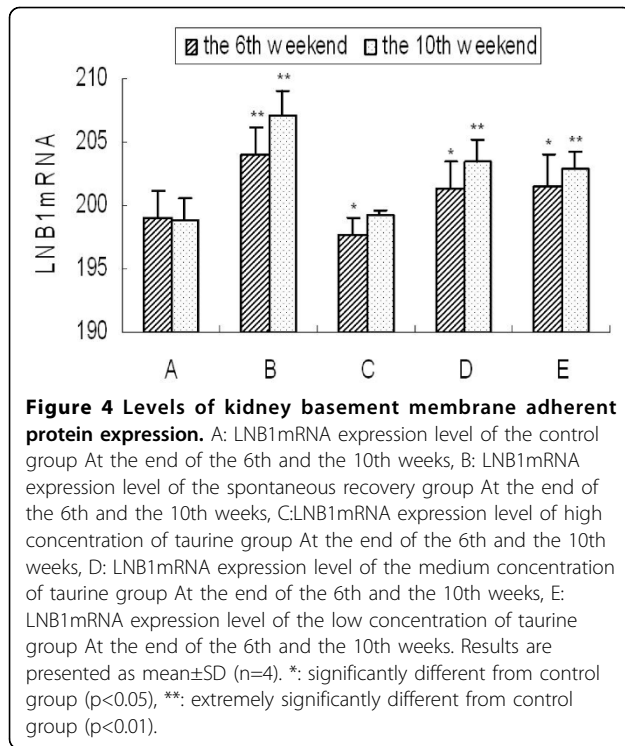 the 6th weekend the 10th weekend
210
205
200
195
190
LNB1mRNA
** **
*
* **
* **
A B C D E
Figure 4 Levels of kidney basement membrane adherent
protein expression. A: LNB1mRNA expression level of the control
group At the end of the 6th and the 10th weeks, B: LNB1mRNA
expression level of the spontaneous recovery group At the end of
the 6th and the 10th weeks, C:LNB1mRNA expression level of high
concentration of taurine group At the end of the 6th and the 10th
weeks, D: LNB1mRNA expression level of the medium concentration
of taurine group At the end of the 6th and the 10th weeks, E:
LNB1mRNA expression level of the low concentration of taurine
group At the end of the 6th and the 10th weeks. Results are
presented as mean±SD (n=4). *: significantly different from control
group (p<0.05), **: extremely significantly different from control
group (p<0.01).